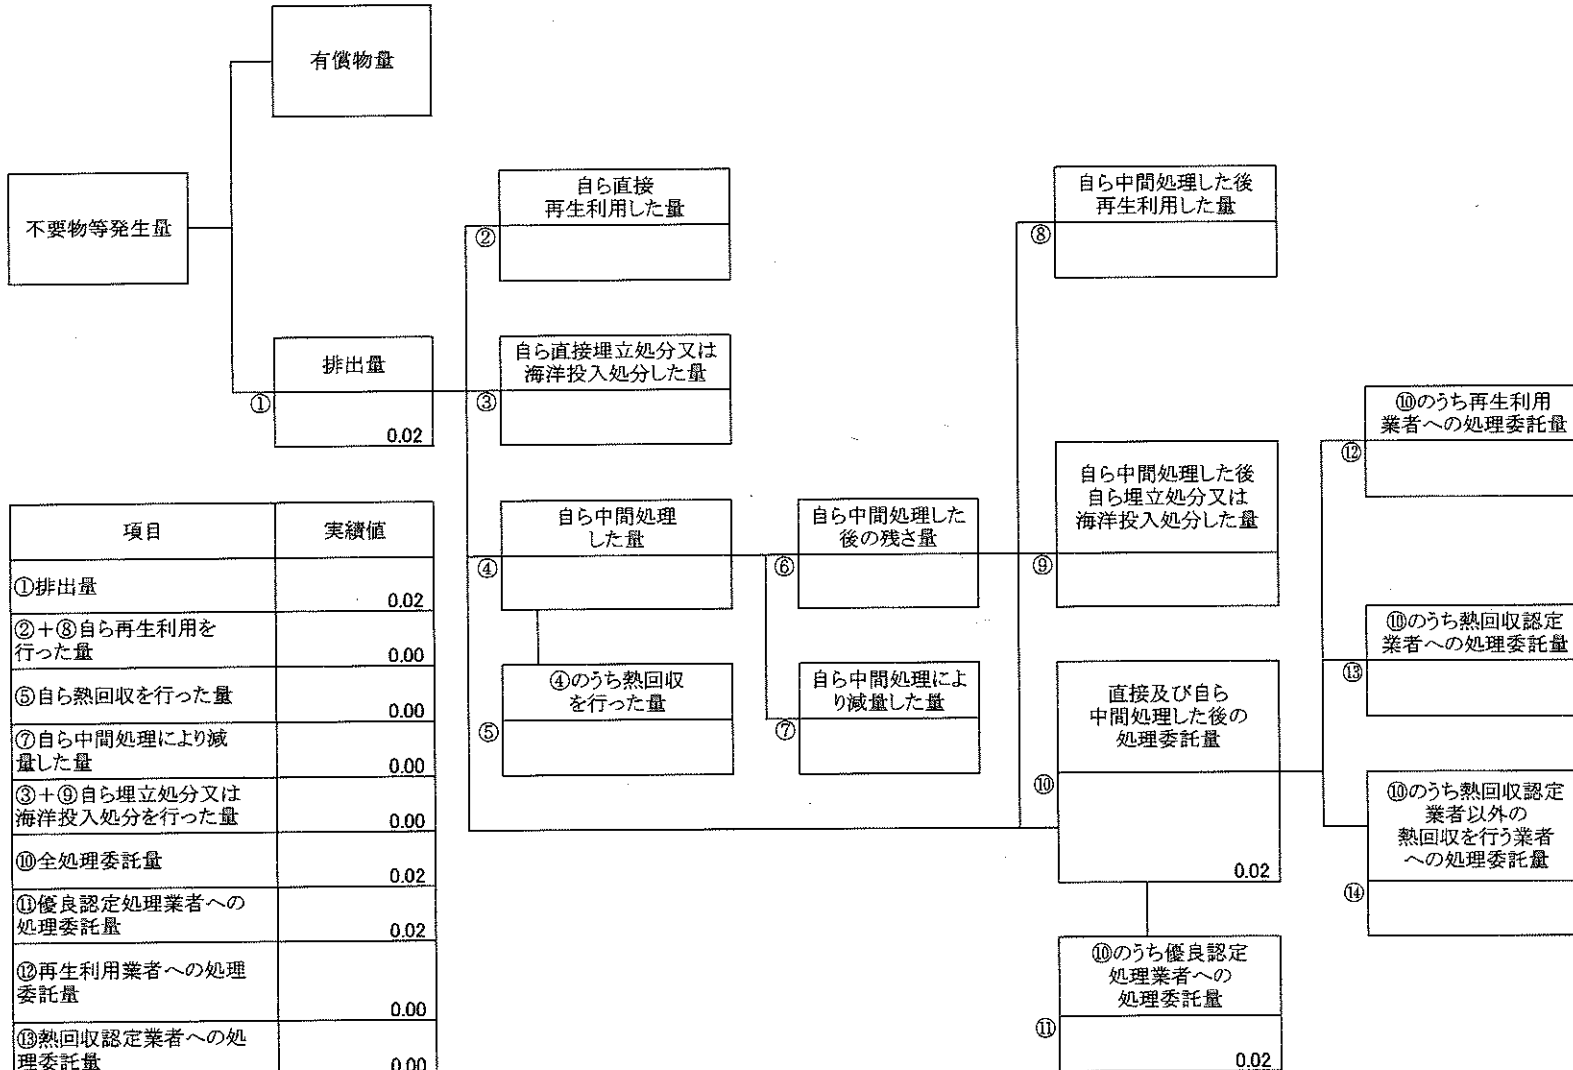 有償物量
不要物等発生量
自ら直接
再生利用した量
②
自ら中間処理した後
再生利用した量
⑧
排出量
①
0.02
自ら直接埋立処分又は
海洋投入処分した量
③
⑩のうち再生利用
業者への処理委託量
⑫
自ら中間処理
した量
④
自ら中間処理した
後の残さ量
⑥
自ら中間処理した後
自ら埋立処分又は
海洋投入処分した量
⑨
④のうち熱回収
を行った量
⑤
自ら中間処理によ
り減量した量
⑦
直接及び自ら
中間処理した後の
処理委託量
⑩
0.02
⑩のうち熱回収認定
業者への処理委託量
⑬
⑩のうち熱回収認定
業者以外の
熱回収を行う業者
への処理委託量
⑭
⑩のうち優良認定
処理業者への
処理委託量
⑪
0.02
項目 実績値
①排出量
0.02
②+⑧自ら再生利用を
行った量
0.00
⑤自ら熱回収を行った量
0.00
⑦自ら中間処理により減
量した量
0.00
③+⑨自ら埋立処分又は
海洋投入処分を行った量
0.00
⑩全処理委託量
0.02
⑪優良認定処理業者への
処理委託量
0.02
⑫再生利用業者への処理
委託量
0.00
⑬熱回収認定業者への処
理委託量
0.00